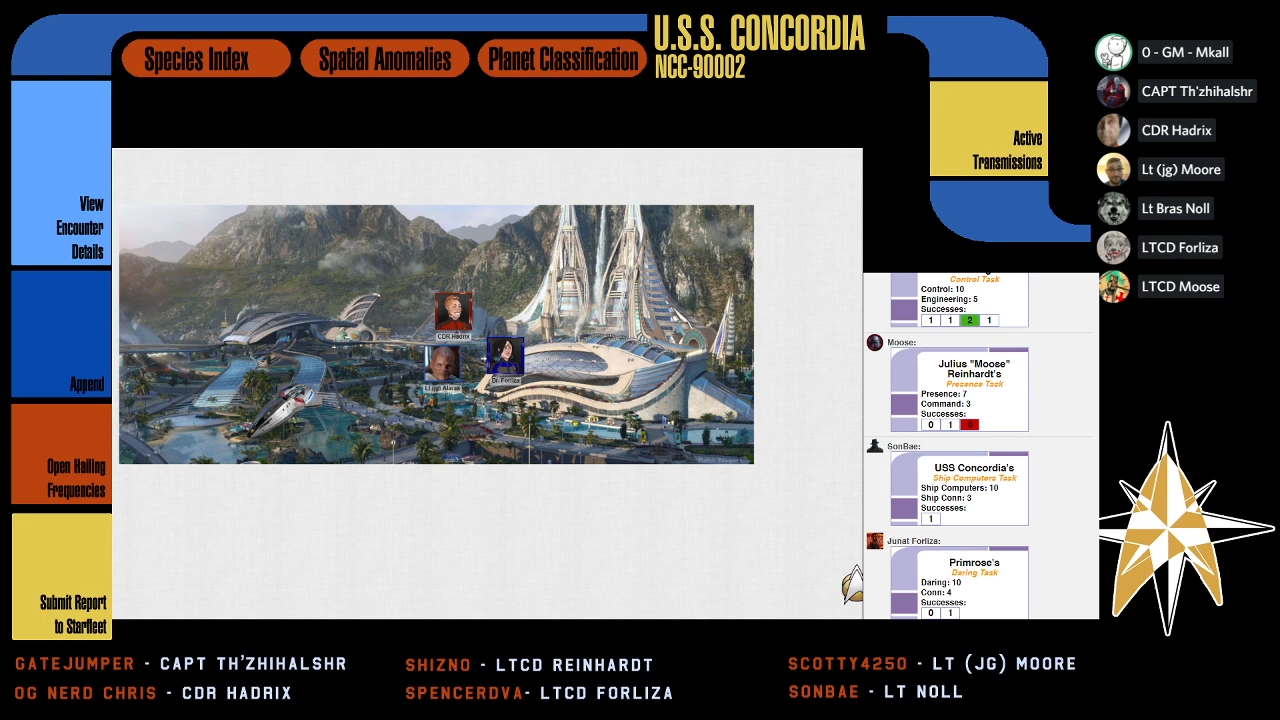 Species Index
Spatial Anomalies
Planet Classification
U.S.S. CONCORDIA
NCC-90002
View
Encounter
Details
Append
Open Hailing
Frequencies
Submit Report
to Starfleet
Active
Transmissions
0 - GM - Mkall
CAPT Th'zhihalshr
CDR Hadrix
Lt (jg) Moore
Lt Bras Noll
LTCD Forliza
LTCD Moose
CDR Hadrix
Dr. Forliza
Control Task
Control: 10
Engineering: 5
Successes:
1 1 2 1
Moose:
Julius "Moose"
Reinhardt's
Presence Task
Presence: 7
Command: 3
Successes:
0 1
SonBae:
USS Concordia's
Ship Computers Task
Ship Computers: 10
Ship Conn: 3
Successes:
1
Junat Forliza:
Primrose's
Daring Task
Daring: 10
Conn: 4
Successes:
0 1
GATEJUMPER - CAPT TH'ZHIHALSHR
OG NERD CHRIS - CDR HADRIX
SHIZNO - LTCD REINHARDT
SPENCERDVA- LTCD FORLIZA
SCOTTY4250 - LT (JG) MOORE
SONBAE - LT NOLL